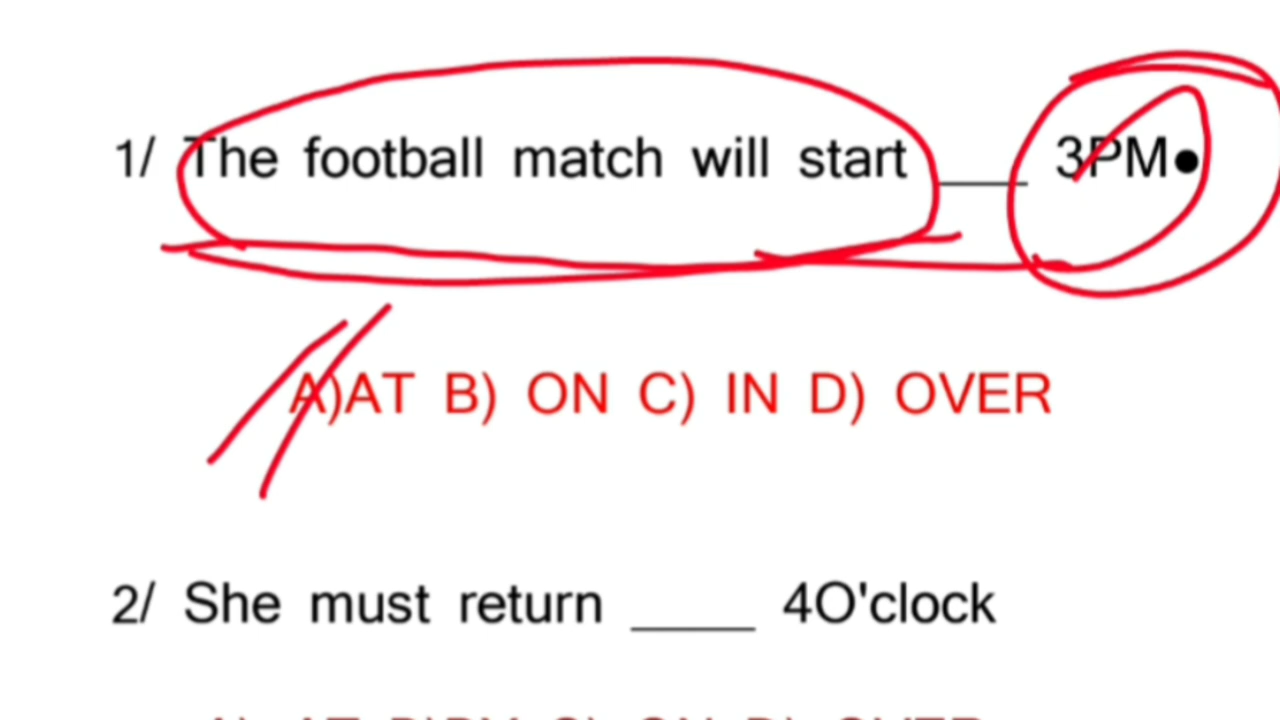 1/ The football match will start ____ 3PM•
A)AT B) ON C) IN D) OVER
2/ She must return ____ 4O'clock